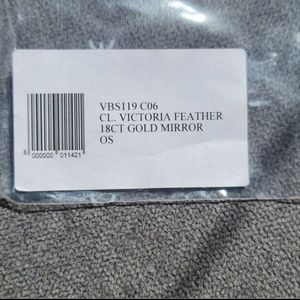 VBS119 C06
CL. VICTORIA FEATHER
18CT GOLD MIRROR
OS
6 000000 011421